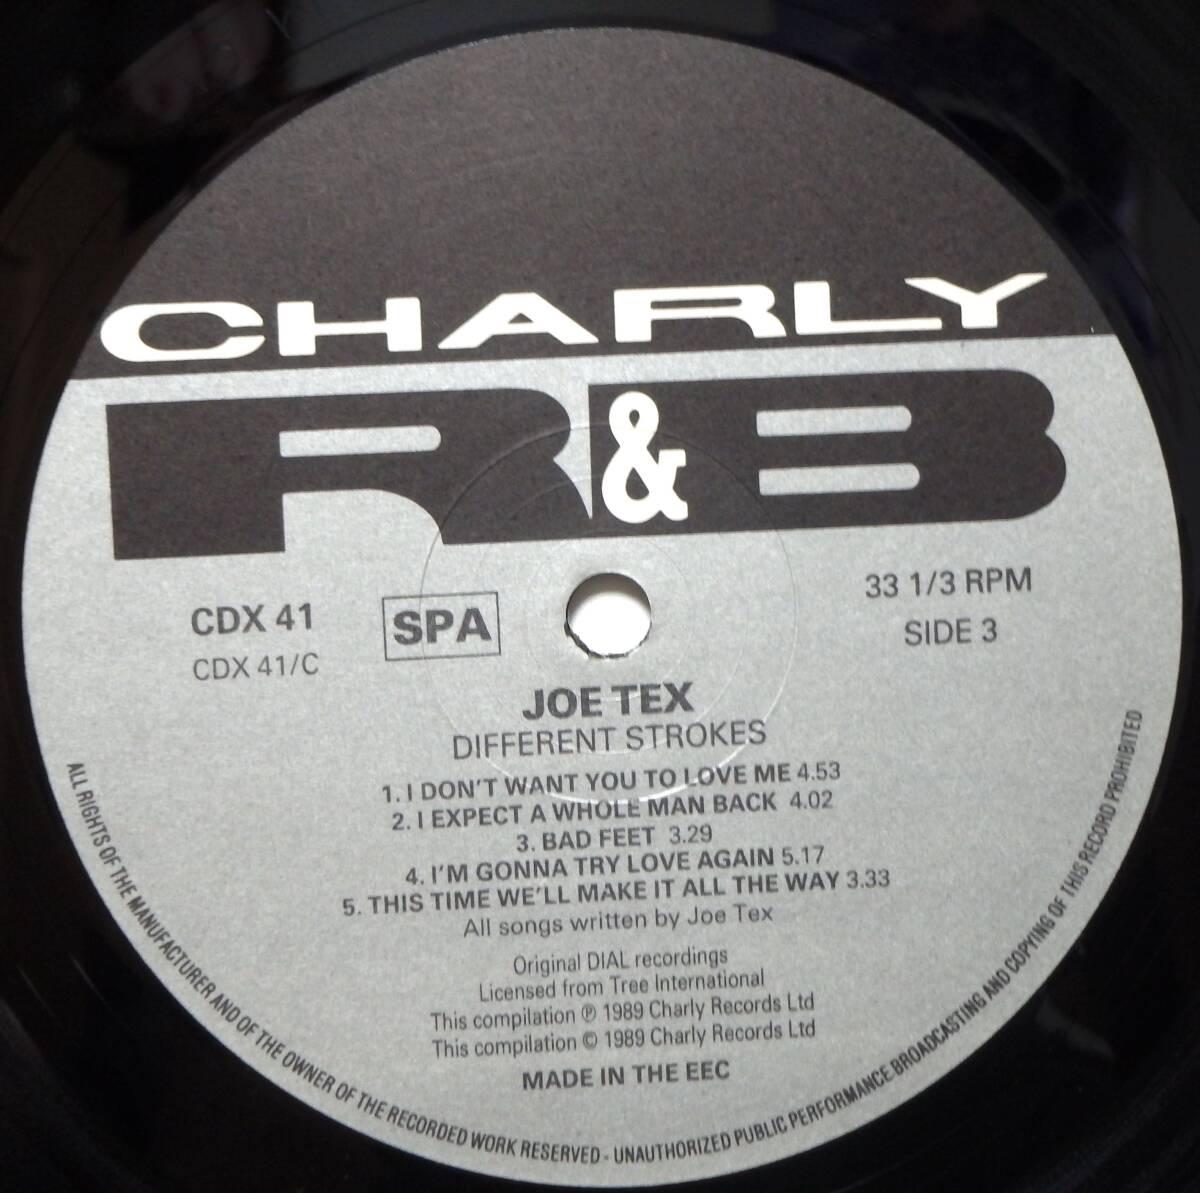 CHARLY
R&B
CDX 41
CDX 41/C
SPA
33 1/3 RPM
SIDE 3
JOE TEX
DIFFERENT STROKES
1. I DON'T WANT YOU TO LOVE ME 4.53
2. I EXPECT A WHOLE MAN BACK 4.02
3. BAD FEET 3.29
4. I'M GONNA TRY LOVE AGAIN 5.17
5. THIS TIME WE'LL MAKE IT ALL THE WAY 3.33
All songs written by Joe Tex
Original DIAL recordings
Licensed from Tree International
This compilation ℗ 1989 Charly Records Ltd
This compilation © 1989 Charly Records Ltd
MADE IN THE EEC
ALL RIGHTS OF THE MANUFACTURER AND OF THE OWNER OF THE RECORDED WORK RESERVED - UNAUTHORIZED PUBLIC PERFORMANCE BROADCASTING AND COPYING OF THIS RECORD PROHIBITED